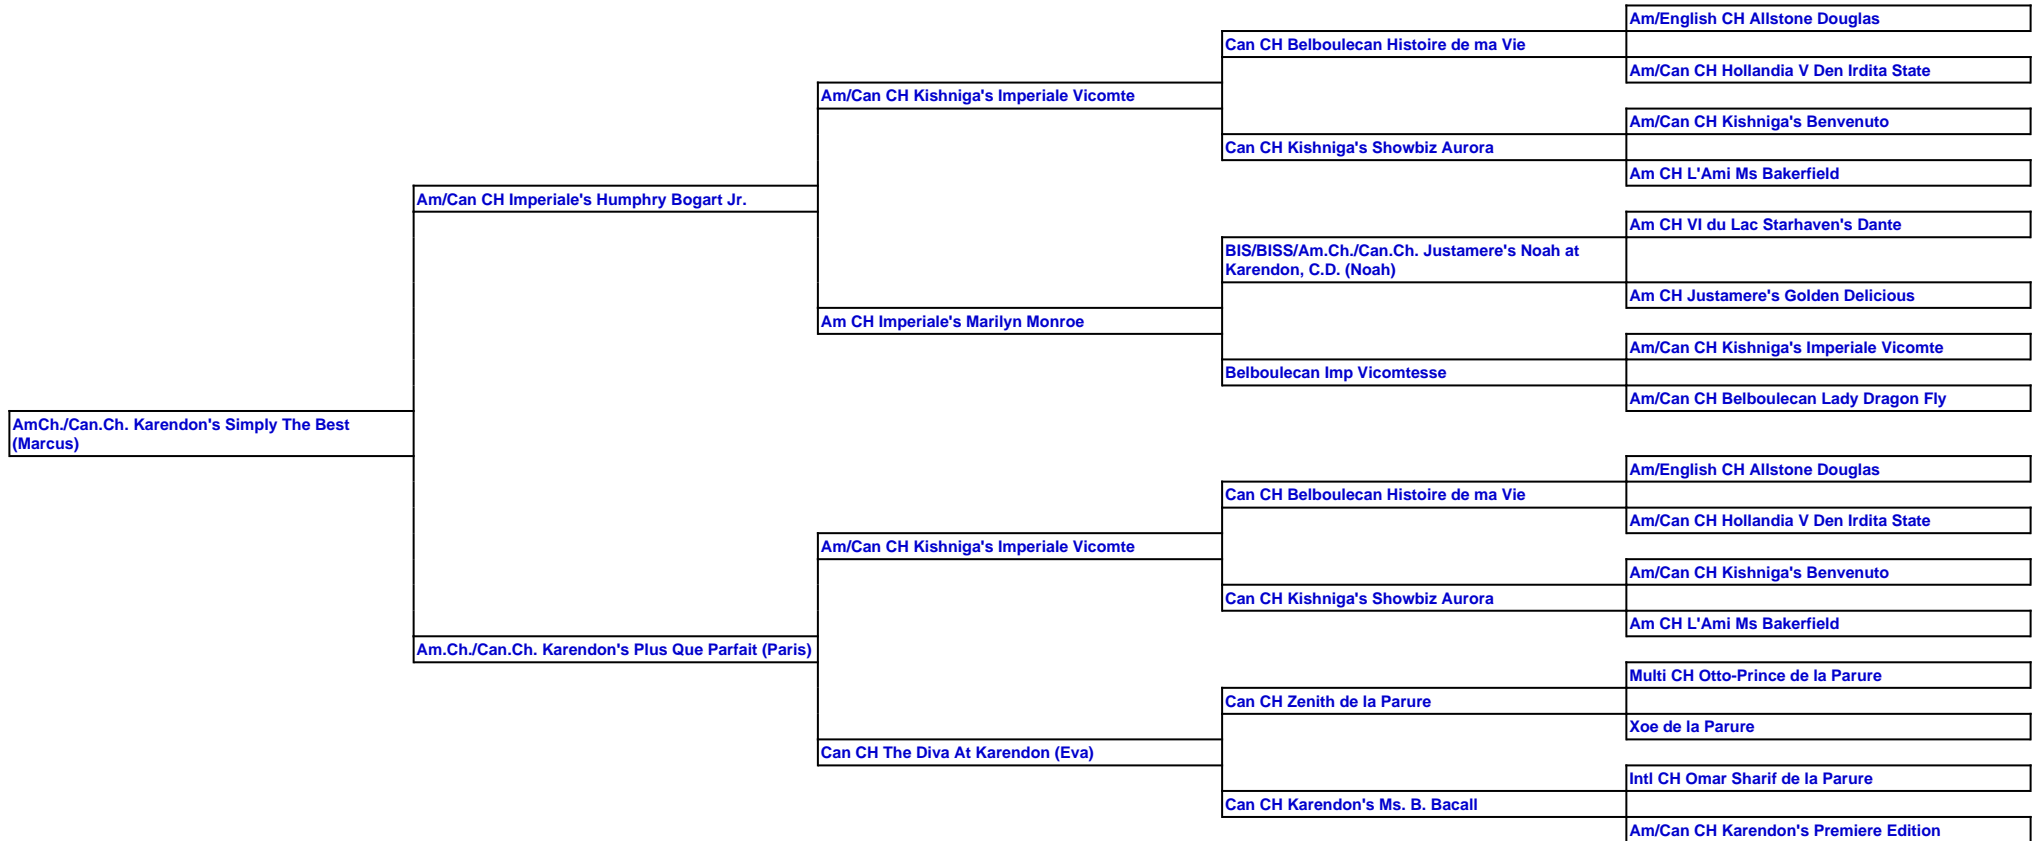 Am/English CH Allstone Douglas
Can CH Belboulecan Histoire de ma Vie
Am/Can CH Hollandia V Den Irdita State
Am/Can CH Kishniga's Imperiale Vicomte
Am/Can CH Kishniga's Benvenuto
Can CH Kishniga's Showbiz Aurora
Am CH L'Ami Ms Bakerfield
Am/Can CH Imperiale's Humphry Bogart Jr.
Am CH VI du Lac Starhaven's Dante
BIS/BISS/Am.Ch./Can.Ch. Justamere's Noah at
Karendon, C.D. (Noah)
Am CH Justamere's Golden Delicious
Am CH Imperiale's Marilyn Monroe
Am/Can CH Kishniga's Imperiale Vicomte
Belboulecan Imp Vicomtesse
Am/Can CH Belboulecan Lady Dragon Fly
AmCh./Can.Ch. Karendon's Simply The Best
(Marcus)
Am/English CH Allstone Douglas
Can CH Belboulecan Histoire de ma Vie
Am/Can CH Hollandia V Den Irdita State
Am/Can CH Kishniga's Imperiale Vicomte
Am/Can CH Kishniga's Benvenuto
Can CH Kishniga's Showbiz Aurora
Am CH L'Ami Ms Bakerfield
Am.Ch./Can.Ch. Karendon's Plus Que Parfait (Paris)
Multi CH Otto-Prince de la Parure
Can CH Zenith de la Parure
Xoe de la Parure
Can CH The Diva At Karendon (Eva)
Intl CH Omar Sharif de la Parure
Can CH Karendon's Ms. B. Bacall
Am/Can CH Karendon's Premiere Edition